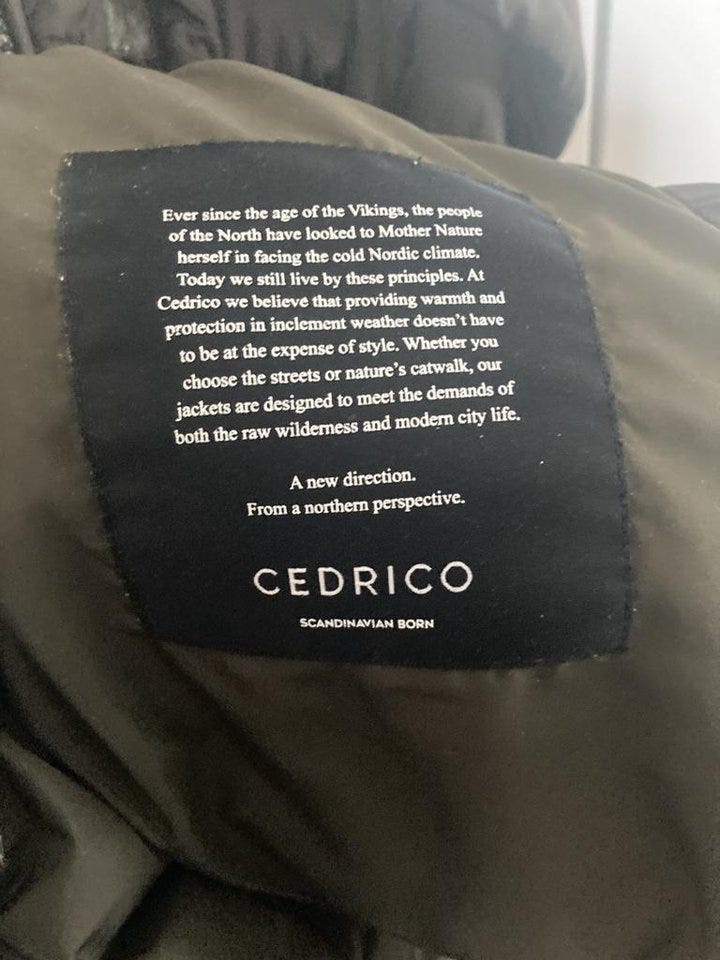 Ever since the age of the Vikings, the people
of the North have looked to Mother Nature
herself in facing the cold Nordic climate.
Today we still live by these principles. At
Cedrico we believe that providing warmth and
protection in inclement weather doesn't have
to be at the expense of style. Whether you
choose the streets or nature's catwalk, our
jackets are designed to meet the demands of
both the raw wilderness and modern city life.
A new direction.
From a northern perspective.
CEDRICO
SCANDINAVIAN BORN